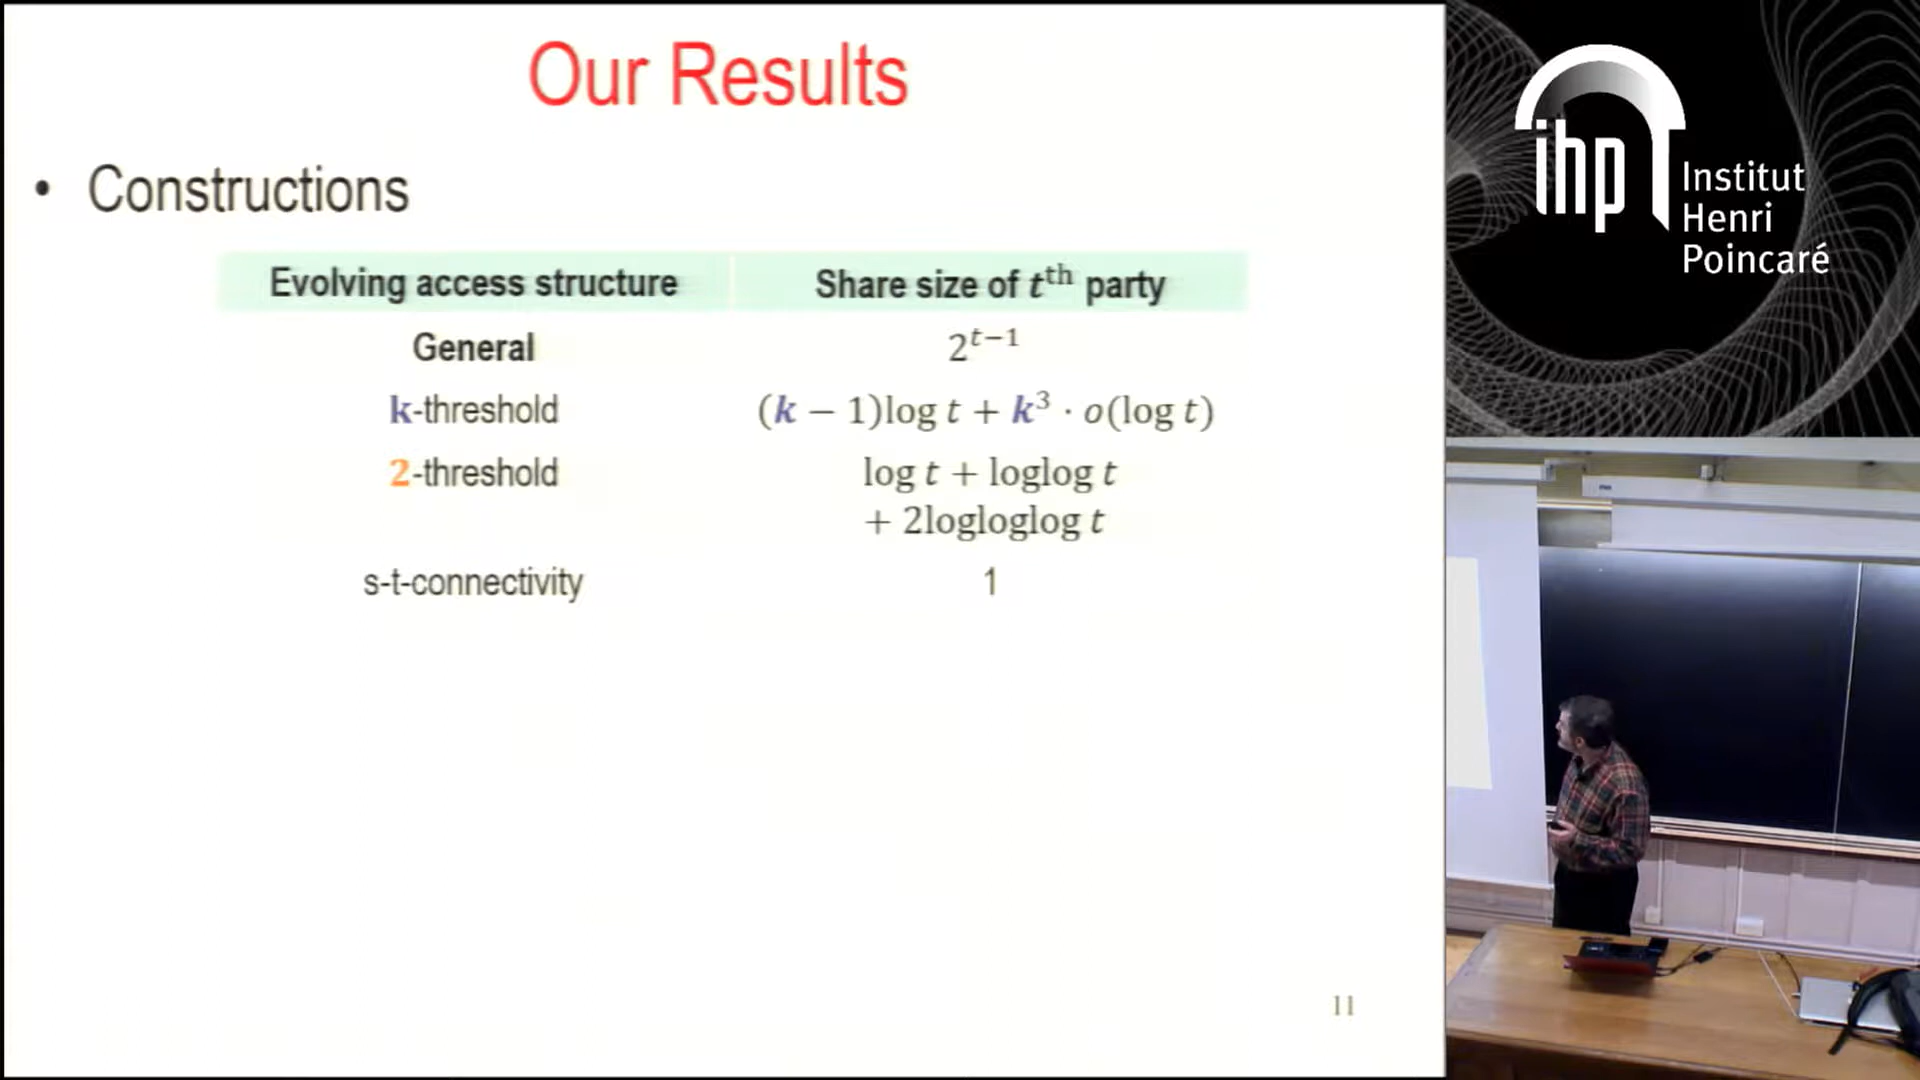 Our Results
• Constructions
Evolving access structure Share size of tᵗʰ party
General 2ᵗ⁻¹
k-threshold (k − 1)log t + k³ · o(log t)
2-threshold log t + loglog t
+ 2logloglog t
s-t-connectivity 1
11
ihp Institut
Henri
Poincaré